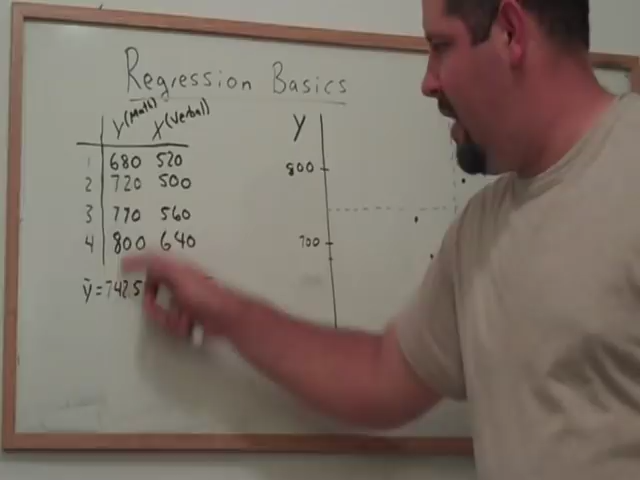 Regression Basics
Y(Math) X(Verbal)
1 680 520
2 720 500
3 770 560
4 800 640
ȳ=742.5
Y
800
700